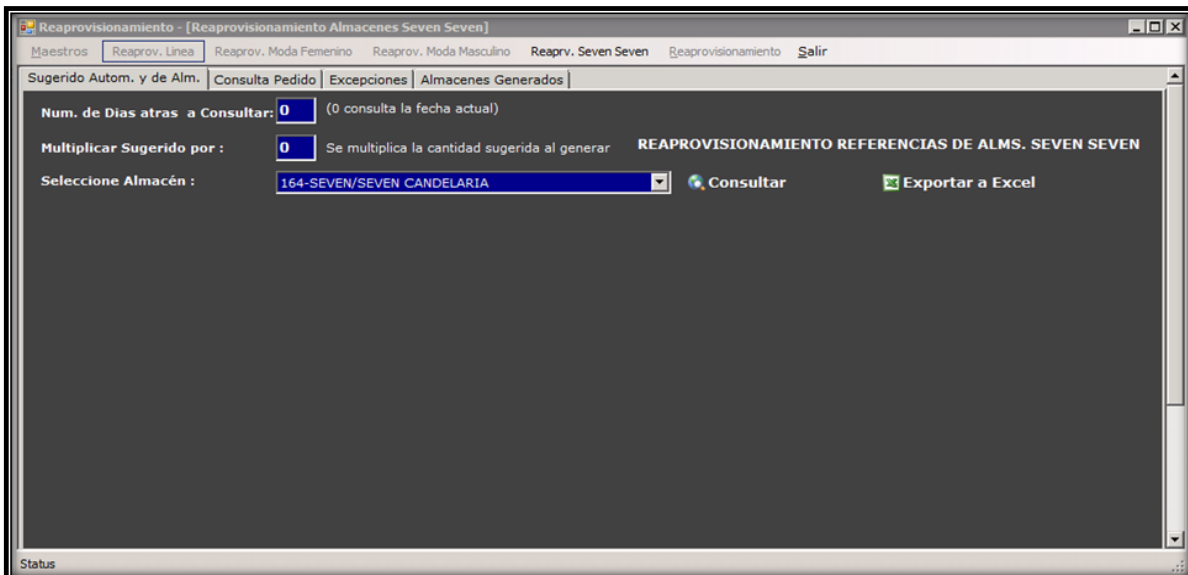 Reaprovisionamiento - [Reaprovisionamiento Almacenes Seven Seven]
Maestros Reaprov. Linea Reaprov. Moda Femenino Reaprov. Moda Masculino Reaprv. Seven Seven Reaprovisionamiento Salir
Sugerido Autom. y de Alm. Consulta Pedido Excepciones Almacenes Generados
Num. de Dias atras a Consultar: 0 (0 consulta la fecha actual)
Multiplicar Sugerido por : 0 Se multiplica la cantidad sugerida al generar REAPROVISIONAMIENTO REFERENCIAS DE ALMS. SEVEN SEVEN
Seleccione Almacén : 164-SEVEN/SEVEN CANDELARIA Consultar Exportar a Excel
Status